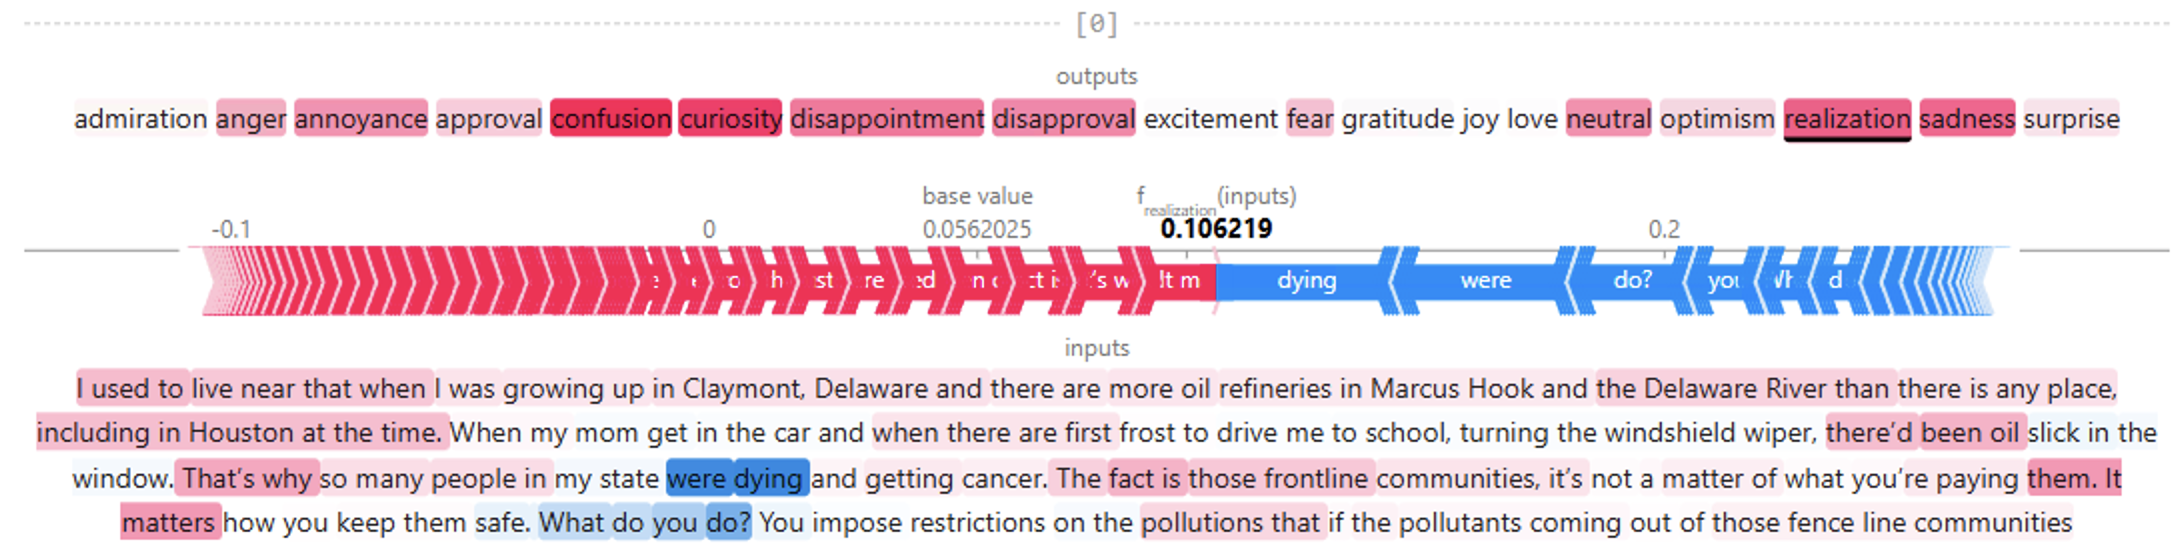 [0]
outputs
admiration anger annoyance approval confusion curiosity disappointment disapproval excitement fear gratitude joy love neutral optimism realization sadness surprise
base value f realization (inputs)
-0.1 0 0.0562025 0.106219 0.2
dying were do? you d
inputs
I used to live near that when I was growing up in Claymont, Delaware and there are more oil refineries in Marcus Hook and the Delaware River than there is any place,
including in Houston at the time. When my mom get in the car and when there are first frost to drive me to school, turning the windshield wiper, there’d been oil slick in the
window. That’s why so many people in my state were dying and getting cancer. The fact is those frontline communities, it’s not a matter of what you’re paying them. It
matters how you keep them safe. What do you do? You impose restrictions on the pollutions that if the pollutants coming out of those fence line communities